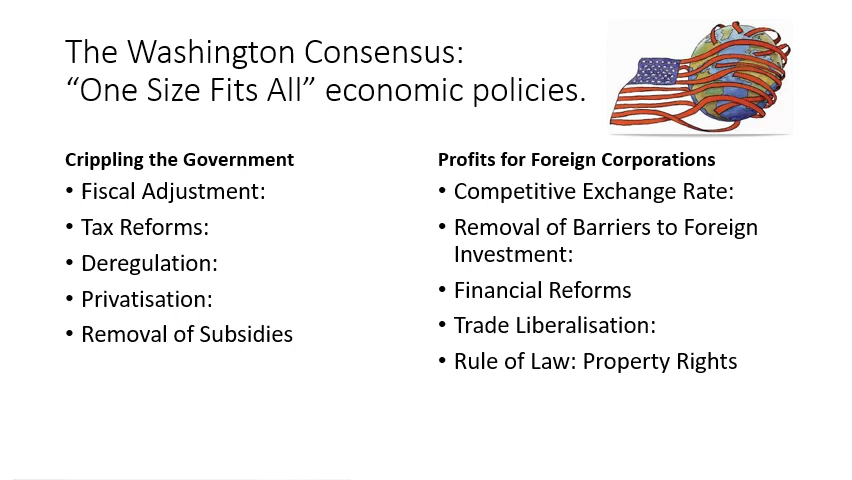 The Washington Consensus:
“One Size Fits All” economic policies.
Crippling the Government
• Fiscal Adjustment:
• Tax Reforms:
• Deregulation:
• Privatisation:
• Removal of Subsidies
Profits for Foreign Corporations
• Competitive Exchange Rate:
• Removal of Barriers to Foreign
Investment:
• Financial Reforms
• Trade Liberalisation:
• Rule of Law: Property Rights